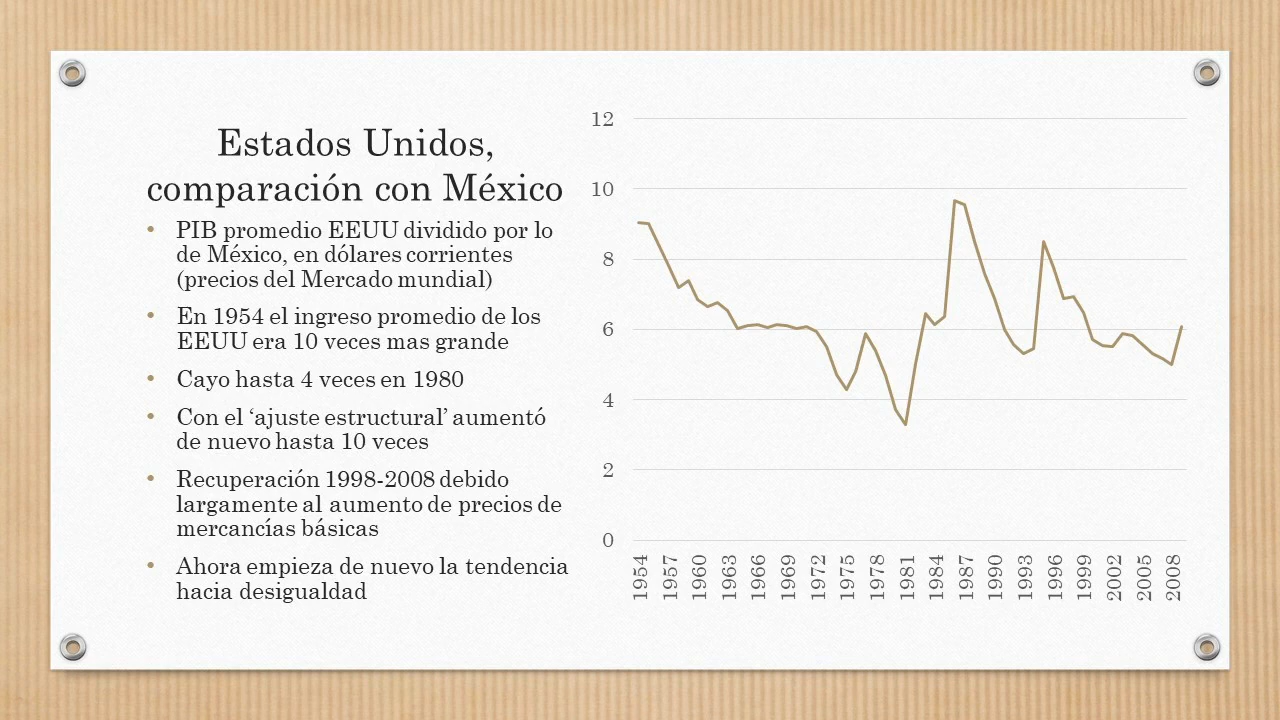 Estados Unidos,
comparación con México
• PIB promedio EEUU dividido por lo
de México, en dólares corrientes
(precios del Mercado mundial)
• En 1954 el ingreso promedio de los
EEUU era 10 veces mas grande
• Cayo hasta 4 veces en 1980
• Con el ‘ajuste estructural’ aumentó
de nuevo hasta 10 veces
• Recuperación 1998-2008 debido
largamente al aumento de precios de
mercancías básicas
• Ahora empieza de nuevo la tendencia
hacia desigualdad
12
10
8
6
4
2
0
1954
1957
1960
1963
1966
1969
1972
1975
1978
1981
1984
1987
1990
1993
1996
1999
2002
2005
2008